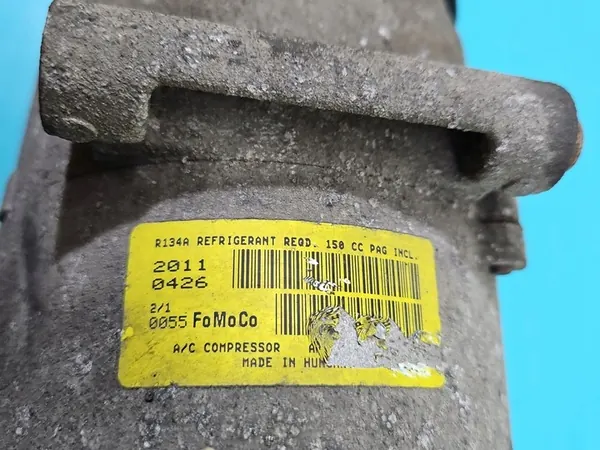 R134A REFRIGERANT REQD. 150 CC PAG INCL.
2011
0426
2/1
0055 FoMoCo
A/C COMPRESSOR
MADE IN